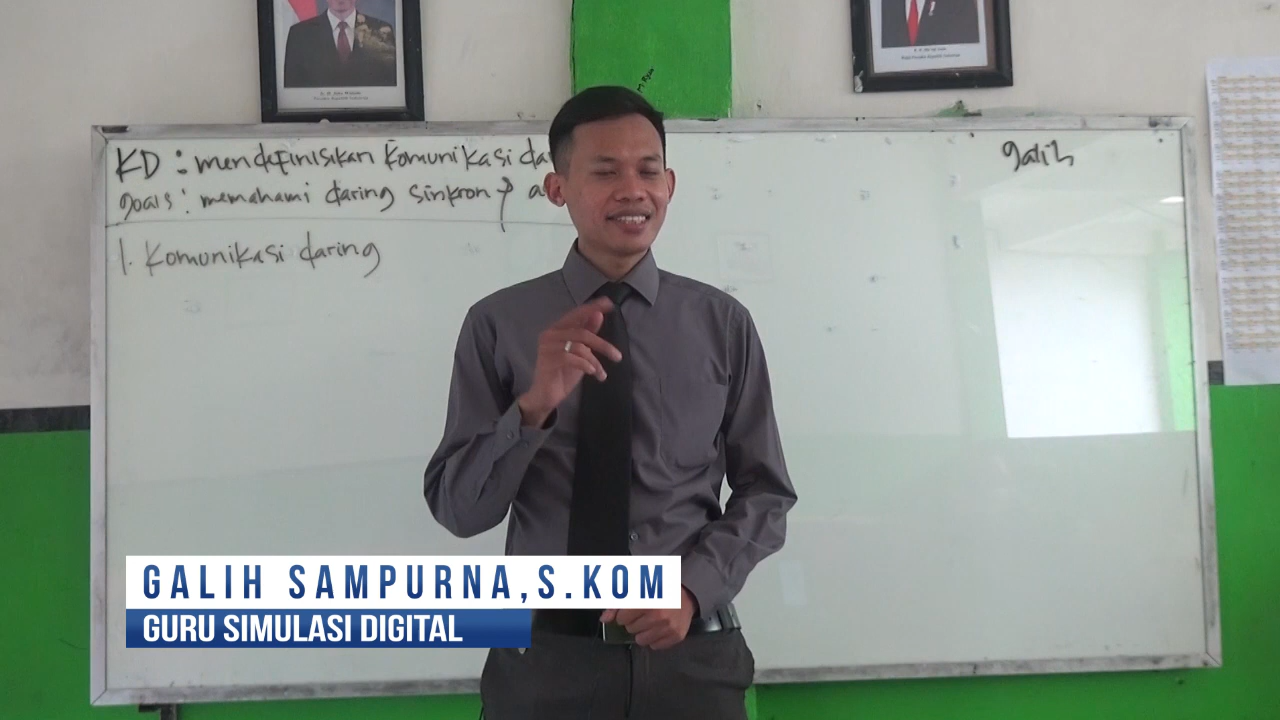 KD : mendefinisikan komunikasi da
goals : memahami daring sinkron & a
1. Komunikasi daring
galih
GALIH SAMPURNA,S.KOM
GURU SIMULASI DIGITAL